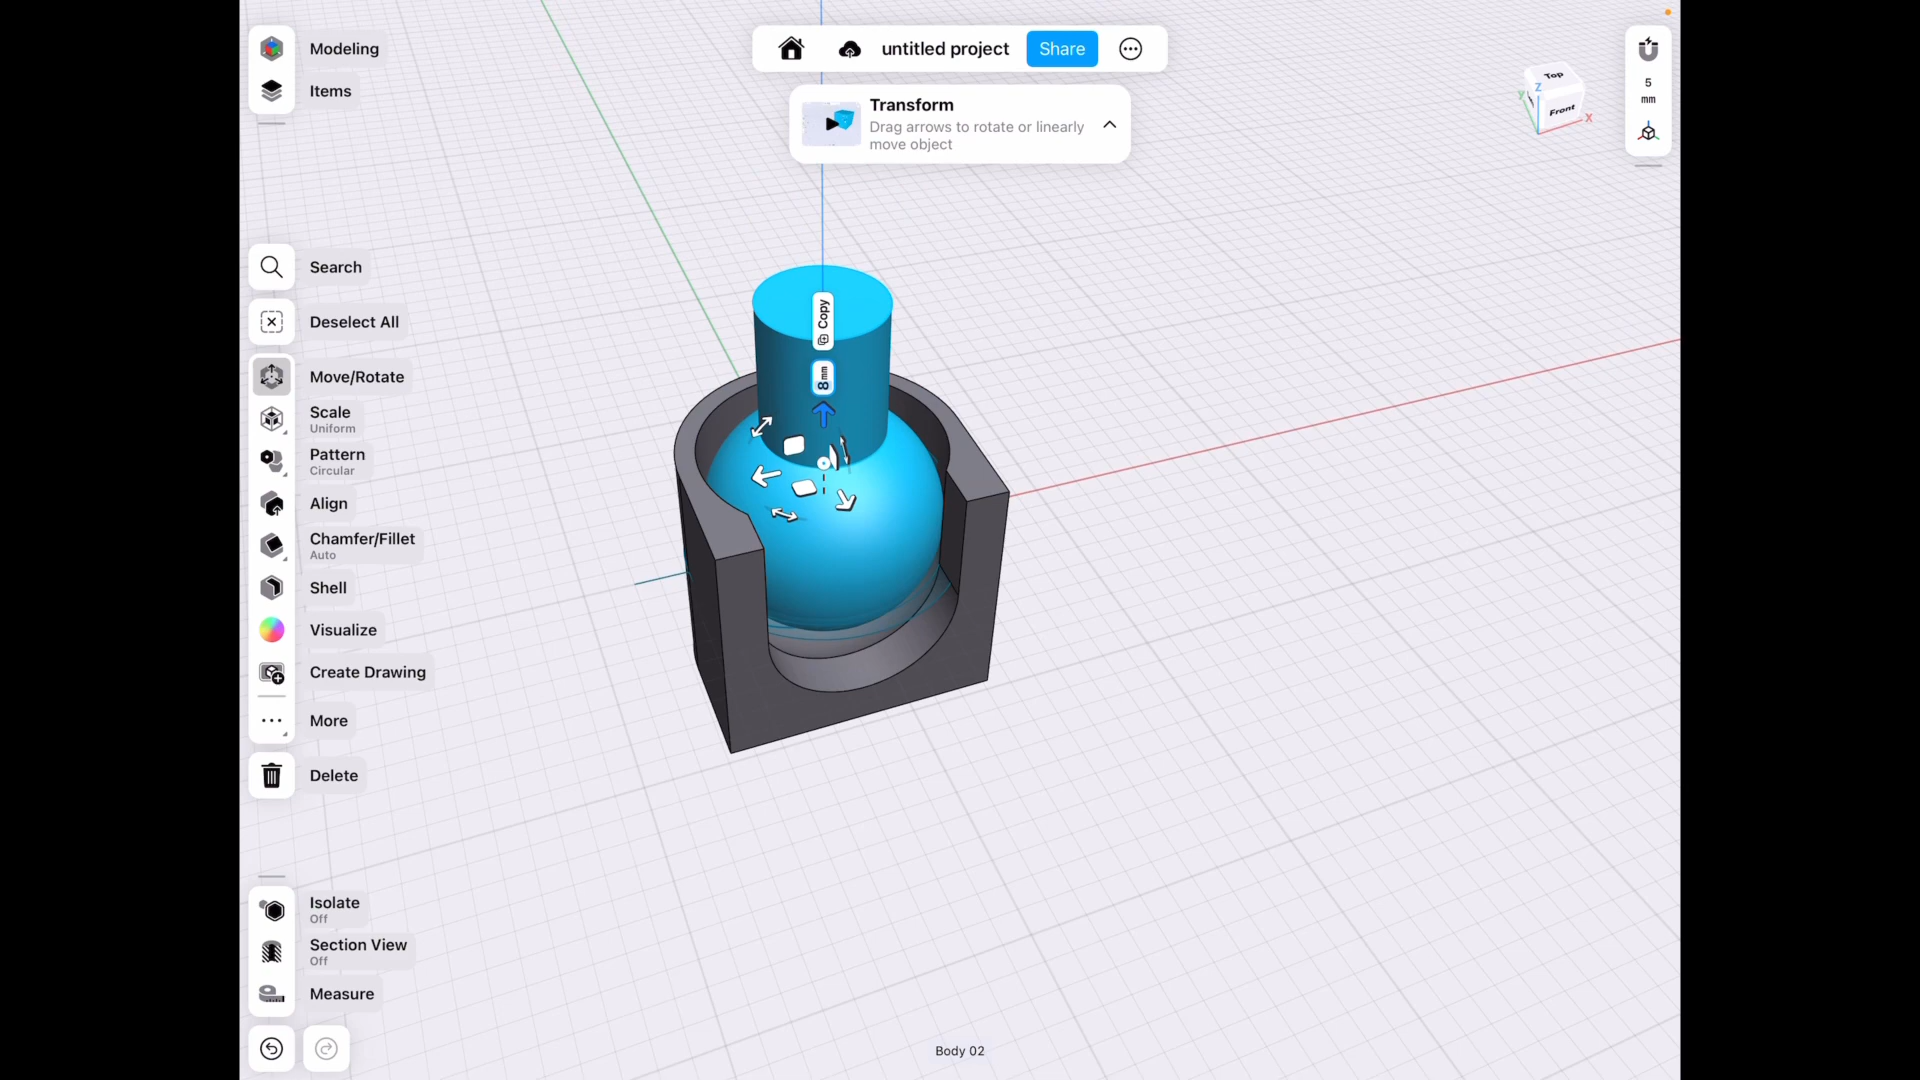 Modeling
Items
untitled project
Share
Transform
Drag arrows to rotate or linearly
move object
Top
Front
Z
Y
X
5
mm
Search
Deselect All
Move/Rotate
Scale
Uniform
Pattern
Circular
Align
Chamfer/Fillet
Auto
Shell
Visualize
Create Drawing
More
Delete
Copy
8mm
Isolate
Off
Section View
Off
Measure
Body 02